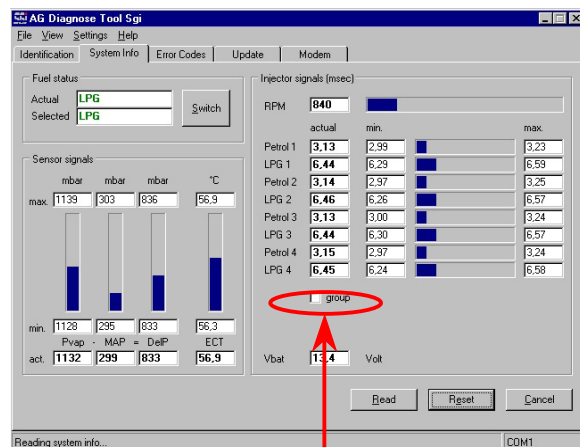 AG Diagnose Tool Sgi
File View Settings Help
Identification System Info Error Codes Update Modem
Fuel status
Actual LPG
Selected LPG
Switch
Sensor signals
mbar mbar mbar °C
max. 1139 303 836 56,9
min. 1128 295 833 56,3
Pvap - MAP = DelP ECT
act. 1132 299 833 56,9
Injector signals (msec)
RPM 840
actual min. max.
Petrol 1 3,13 2,99 3,23
LPG 1 6,44 6,29 6,59
Petrol 2 3,14 2,97 3,25
LPG 2 6,46 6,26 6,57
Petrol 3 3,13 3,00 3,24
LPG 3 6,44 6,30 6,57
Petrol 4 3,15 2,97 3,24
LPG 4 6,45 6,24 6,58
group
Vbat 13,4 Volt
Read Reset Cancel
Reading system info... COM1